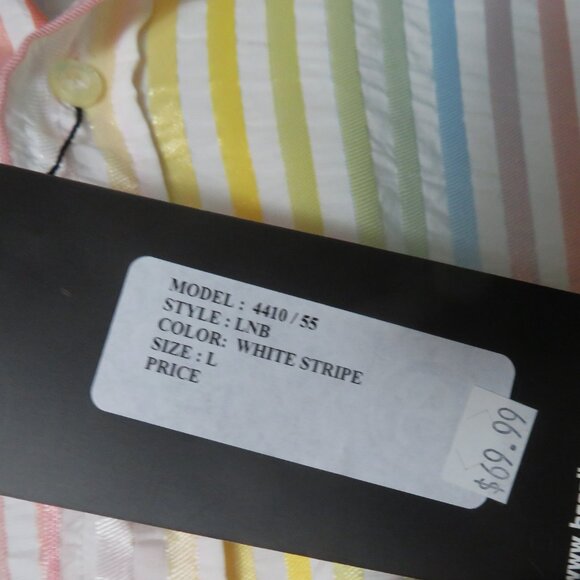 MODEL : 4410 / 55
STYLE : LNB
COLOR: WHITE STRIPE
SIZE : L
PRICE
$69.99